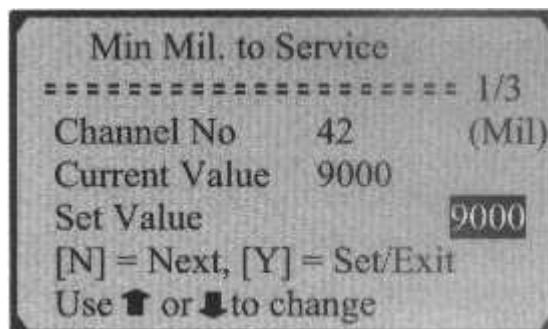 Min Mil. to Service
==================== 1/3
Channel No 42 (Mil)
Current Value 9000
Set Value 9000
[N] = Next, [Y] = Set/Exit
Use ⬆ or ⬇ to change